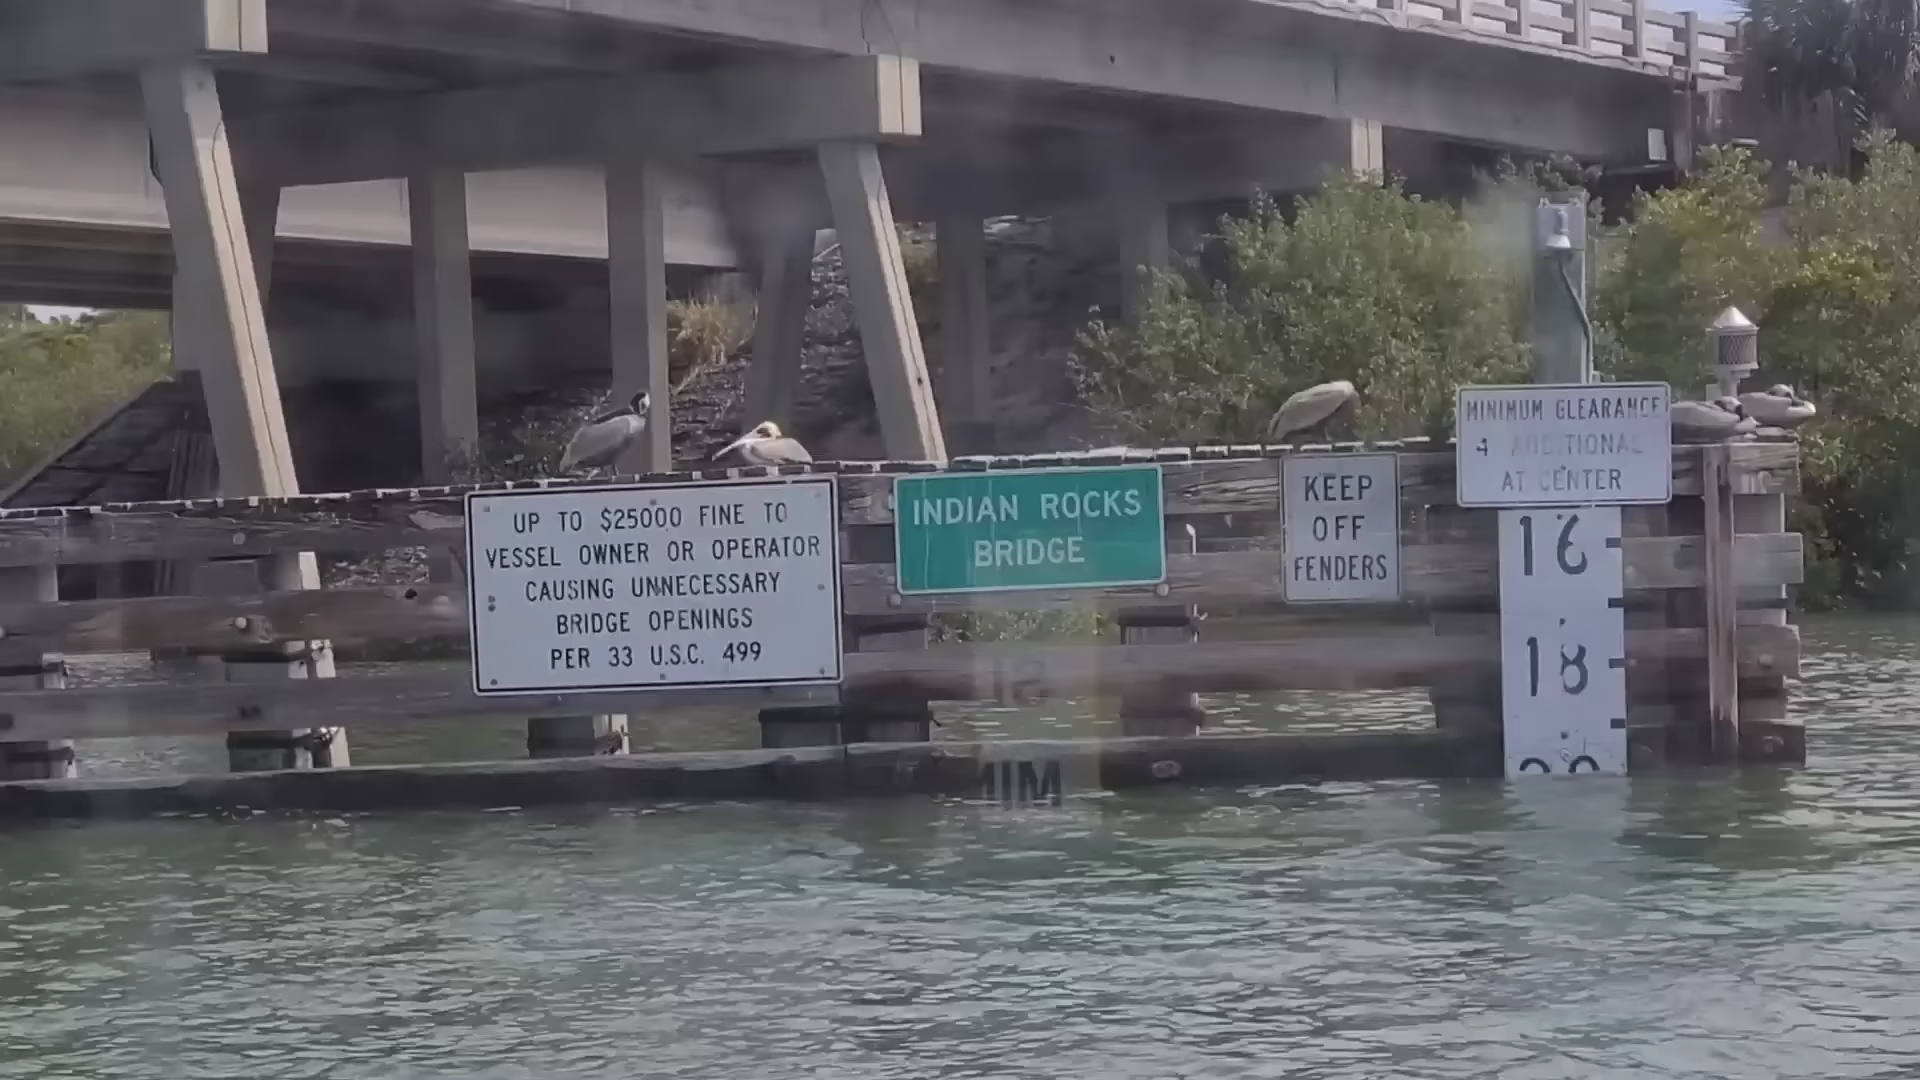 UP TO $25000 FINE TO
VESSEL OWNER OR OPERATOR
CAUSING UNNECESSARY
BRIDGE OPENINGS
PER 33 U.S.C. 499
INDIAN ROCKS
BRIDGE
KEEP
OFF
FENDERS
MINIMUM CLEARANCE
4 ADDITIONAL
AT CENTER
16
18